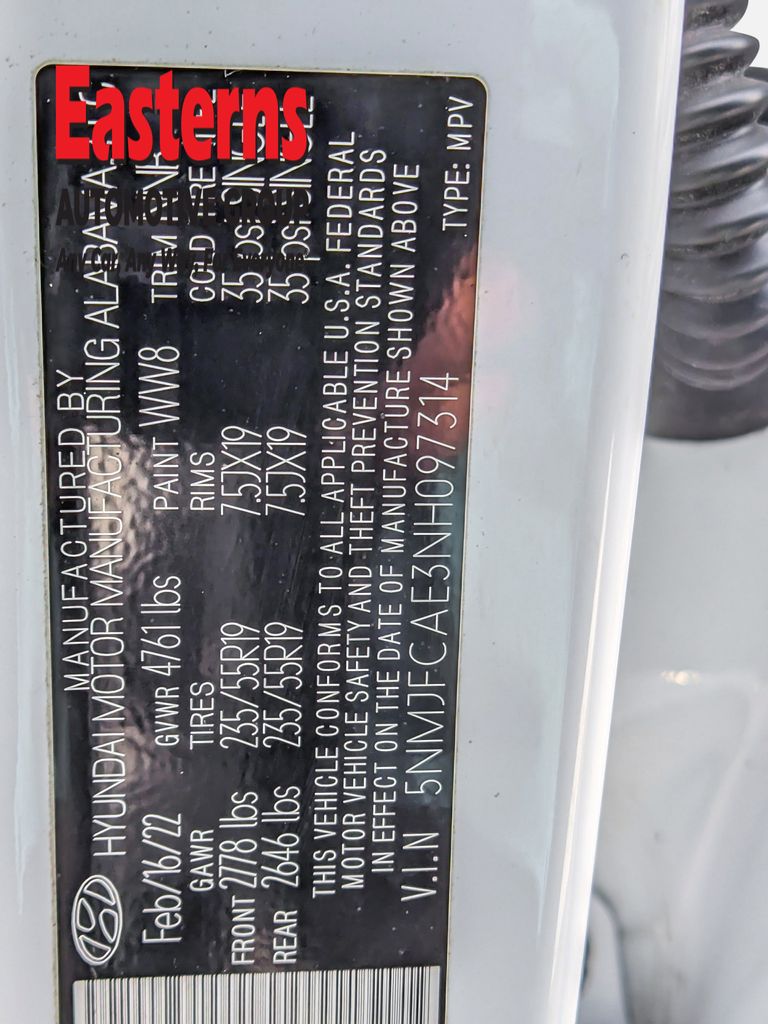 Easterns
AUTOMOTIVE GROUP
MANUFACTURED BY
HYUNDAI MOTOR MANUFACTURING ALABAMA
Feb/16/22 GVWR 4761 lbs PAINT WW8 TRIM
GAWR TIRES RIMS COLD
FRONT 2778 lbs 235/55R19 7.5JX19 35 psi SINGLE
REAR 2646 lbs 235/55R19 7.5JX19 35 psi SINGLE
THIS VEHICLE CONFORMS TO ALL APPLICABLE U.S.A. FEDERAL
MOTOR VEHICLE SAFETY AND THEFT PREVENTION STANDARDS
IN EFFECT ON THE DATE OF MANUFACTURE SHOWN ABOVE
V.I.N 5NMJFCAE3NH097314 TYPE: MPV